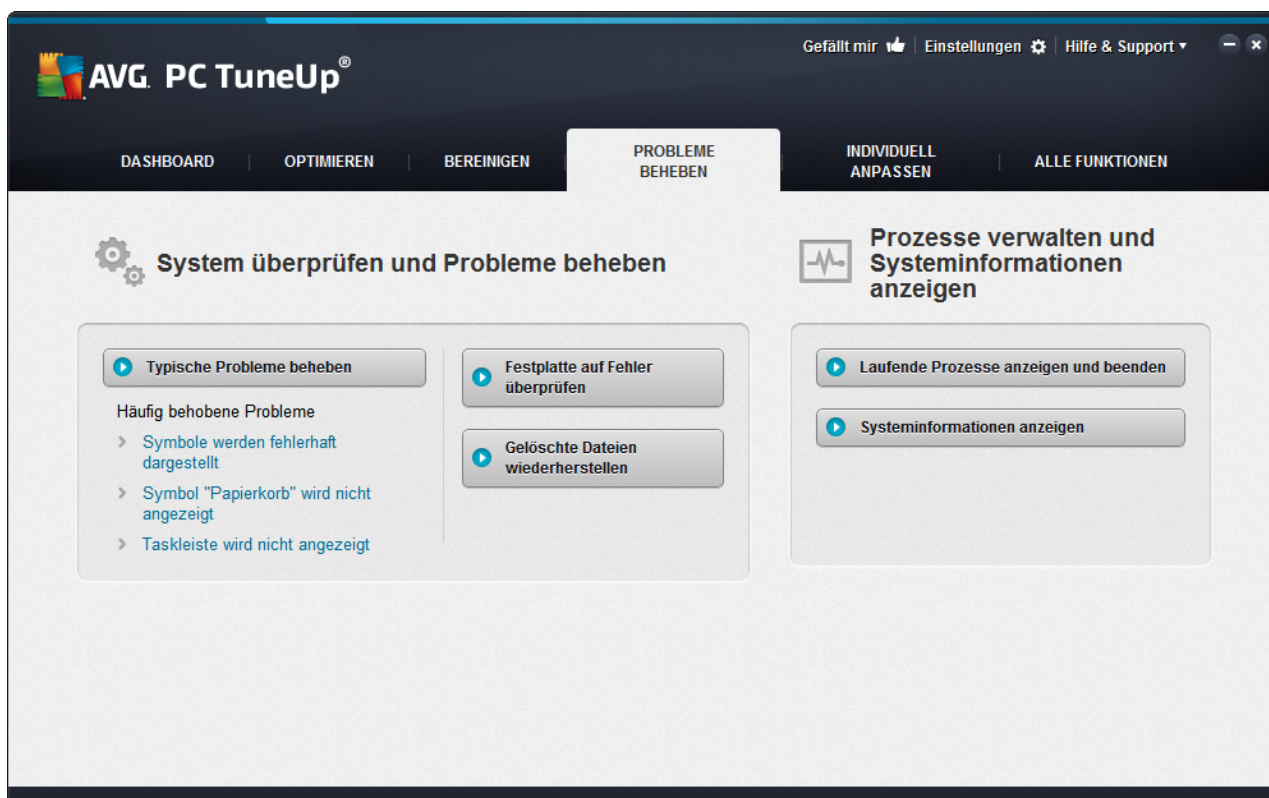 Gefällt mir | Einstellungen | Hilfe & Support
AVG. PC TuneUp®
DASHBOARD
OPTIMIEREN
BEREINIGEN
PROBLEME
BEHEBEN
INDIVIDUELL
ANPASSEN
ALLE FUNKTIONEN
System überprüfen und Probleme beheben
Typische Probleme beheben
Häufig behobene Probleme
Symbole werden fehlerhaft
dargestellt
Symbol "Papierkorb" wird nicht
angezeigt
Taskleiste wird nicht angezeigt
Festplatte auf Fehler
überprüfen
Gelöschte Dateien
wiederherstellen
Prozesse verwalten und
Systeminformationen
anzeigen
Laufende Prozesse anzeigen und beenden
Systeminformationen anzeigen